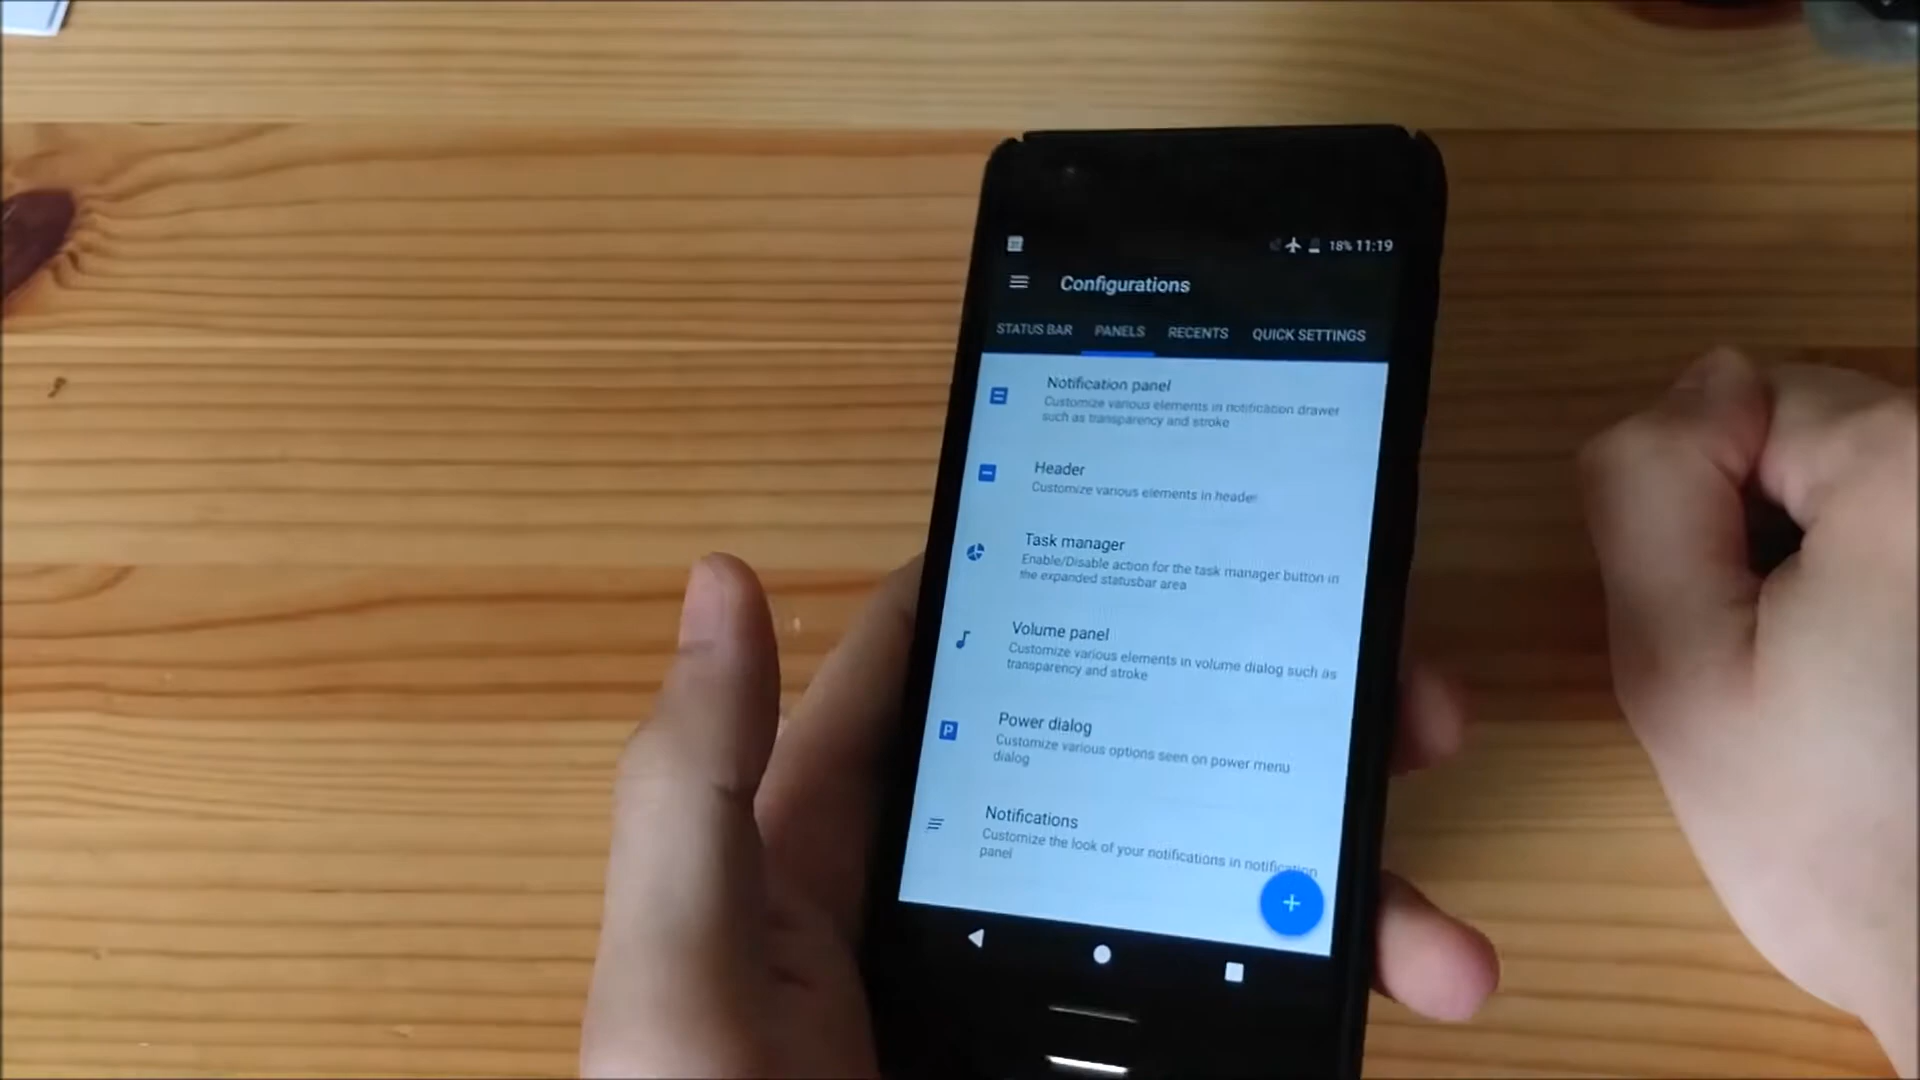 18% 11:19
Configurations
STATUS BAR PANELS RECENTS QUICK SETTINGS
Notification panel
Customize various elements in notification drawer
such as transparency and stroke
Header
Customize various elements in header
Task manager
Enable/Disable action for the task manager button in
the expanded statusbar area
Volume panel
Customize various elements in volume dialog such as
transparency and stroke
P
Power dialog
Customize various options seen on power menu
dialog
Notifications
Customize the look of your notifications in notification
panel
+